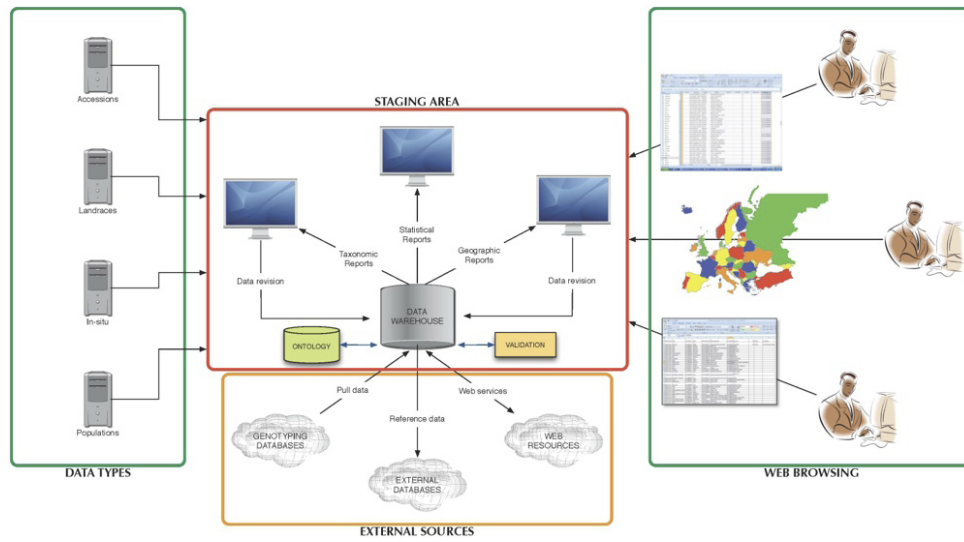 Accessions
Landraces
In-situ
Populations
DATA TYPES
STAGING AREA
Taxonomic
Reports
Statistical
Reports
Geographic
Reports
Data revision
Data revision
DATA
WAREHOUSE
ONTOLOGY
VALIDATION
Pull data
Reference data
Web services
GENOTYPING
DATABASES
EXTERNAL
DATABASES
WEB
RESOURCES
EXTERNAL SOURCES
WEB BROWSING